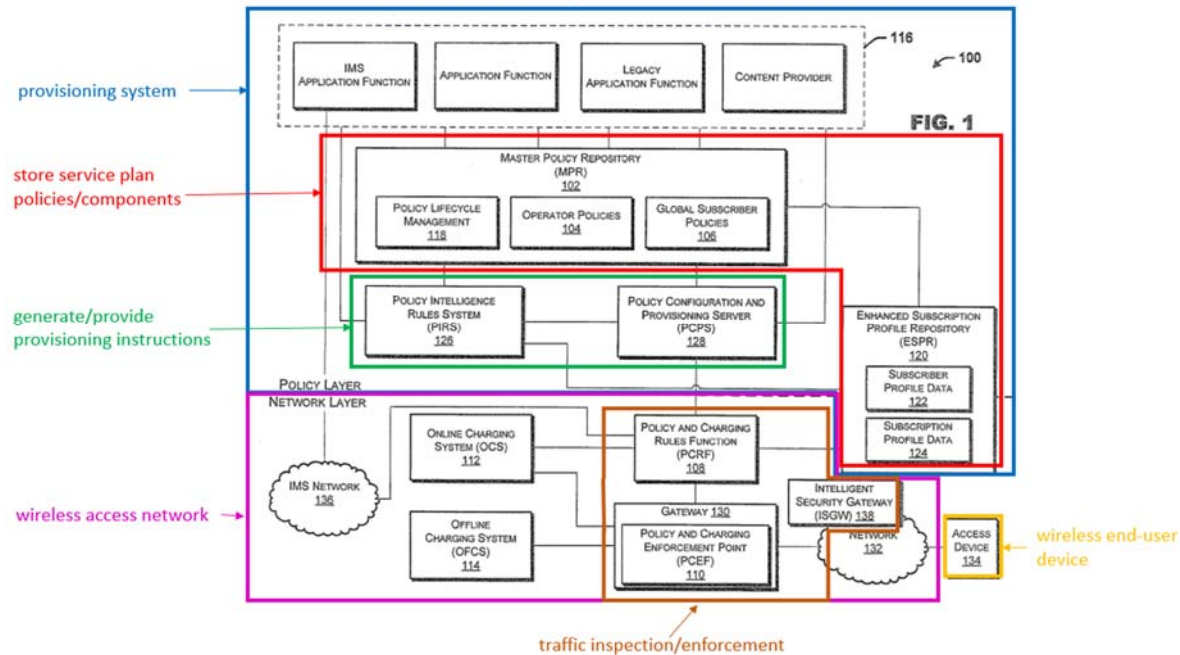 116
100
IMS
APPLICATION FUNCTION
APPLICATION
FUNCTION
LEGACY
APPLICATION FUNCTION
CONTENT PROVIDER
provisioning system
FIG. 1
store service plan
policies/components
MASTER POLICY REPOSITORY
(MPR)
102
POLICY LIFECYCLE
MANAGEMENT
118
OPERATOR POLICIES
104
GLOBAL SUBSCRIBER
POLICIES
106
generate/provide
provisioning instructions
POLICY INTELLIGENCE
RULES SYSTEM
(PIRS)
126
POLICY CONFIGURATION AND
PROVISIONING SERVER
(PCPS)
128
ENHANCED SUBSCRIPTION
PROFILE REPOSITORY
(ESPR)
120
SUBSCRIBER
PROFILE DATA
122
SUBSCRIPTION
PROFILE DATA
124
POLICY LAYER
NETWORK LAYER
ONLINE CHARGING
SYSTEM (OCS)
112
POLICY AND CHARGING
RULES FUNCTION
(PCRF)
108
IMS NETWORK
136
wireless access network
OFFLINE
CHARGING SYSTEM
(OFCS)
114
GATEWAY 130
POLICY AND CHARGING
ENFORCEMENT POINT
(PCEF)
110
INTELLIGENT
SECURITY GATEWAY
(ISGW) 138
NETWORK
132
ACCESS
DEVICE
134
wireless end-user
device
traffic inspection/enforcement